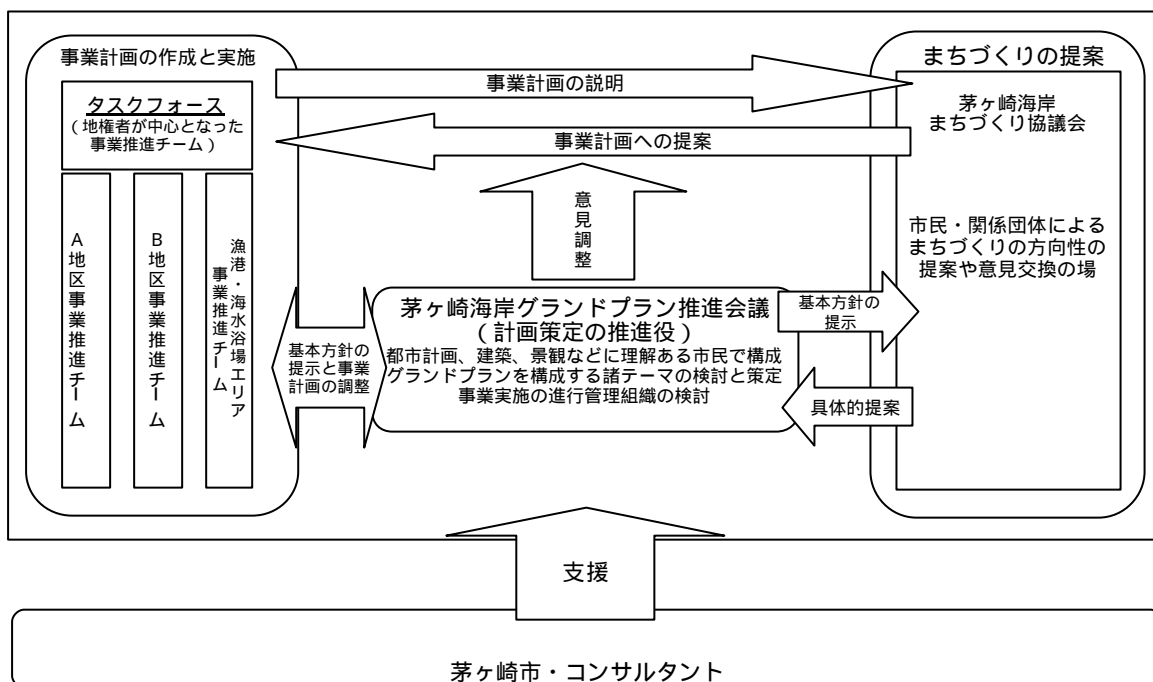 事業計画の作成と実施
タスクフォース
(地権者が中心となった
事業推進チーム)
A地区事業推進チーム
B地区事業推進チーム
漁港・海水浴場エリア
事業推進チーム
事業計画の説明
事業計画への提案
意見調整
まちづくりの提案
茅ヶ崎海岸
まちづくり協議会
市民・関係団体による
まちづくりの方向性の
提案や意見交換の場
基本方針の
提示と事業
計画の調整
茅ヶ崎海岸グランドプラン推進会議
(計画策定の推進役)
都市計画、建築、景観などに理解ある市民で構成
グランドプランを構成する諸テーマの検討と策定
事業実施の進行管理組織の検討
基本方針の
提示
具体的提案
支援
茅ヶ崎市・コンサルタント